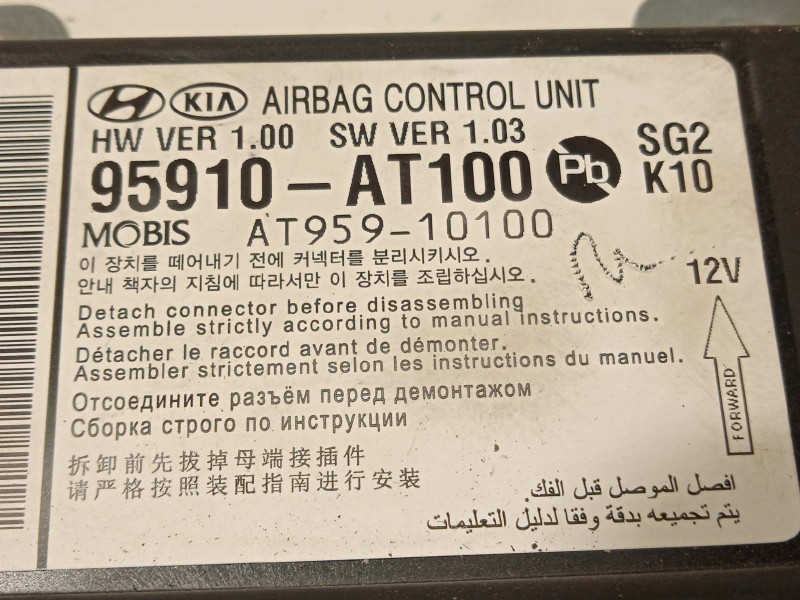 H KIA AIRBAG CONTROL UNIT
HW VER 1.00 SW VER 1.03
95910-AT100 Pb SG2 K10
MOBIS AT959-10100
이 장치를 떼어내기 전에 커넥터를 분리시키시오.
안내 책자의 지침에 따라서만 이 장치를 조립하십시오.
12V
Detach connector before disassembling
Assemble strictly according to manual instructions.
Détacher le raccord avant de démonter.
Assembler strictement selon les instructions du manuel.
FORWARD
Отсоедините разъём перед демонтажом
Сборка строго по инструкции
拆卸前先拔掉母端接插件
请严格按照装配指南进行安装
افصل الموصل قبل الفك.
يتم تجميعه بدقة وفقا لدليل التعليمات